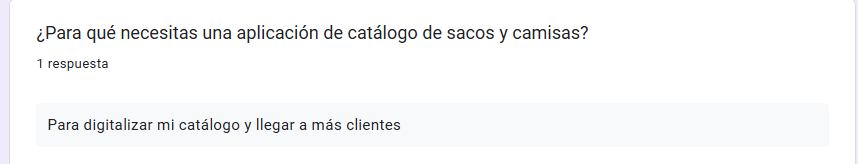 ¿Para qué necesitas una aplicación de catálogo de sacos y camisas?
1 respuesta
Para digitalizar mi catálogo y llegar a más clientes